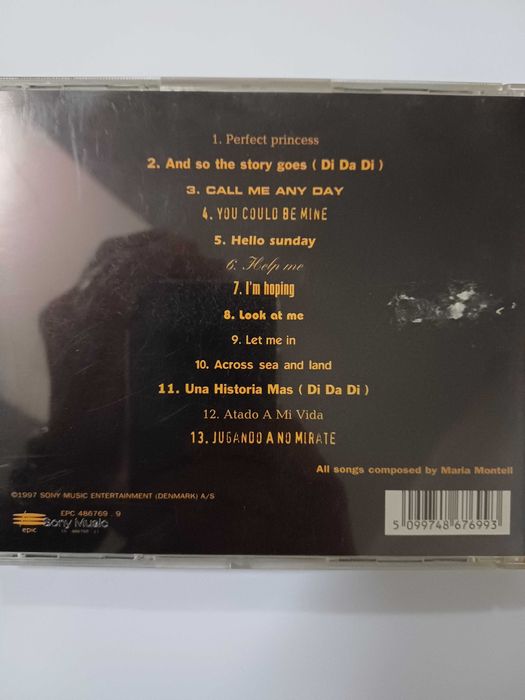 1. Perfect princess
2. And so the story goes ( Di Da Di )
3. CALL ME ANY DAY
4. YOU COULD BE MINE
5. Hello sunday
6. Help me
7. I'm hoping
8. Look at me
9. Let me in
10. Across sea and land
11. Una Historia Mas ( Di Da Di )
12. Atado A Mi Vida
13. JUGANDO A NO MIRATE
All songs composed by Maria Montell
©1997 SONY MUSIC ENTERTAINMENT (DENMARK) A/S
EPC 486769 . 9
Sony Music
epic
5 099748 676993